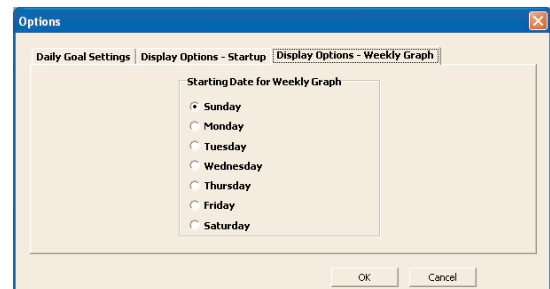 Options
Daily Goal Settings Display Options - Startup Display Options - Weekly Graph
Starting Date for Weekly Graph
Sunday
Monday
Tuesday
Wednesday
Thursday
Friday
Saturday
OK Cancel